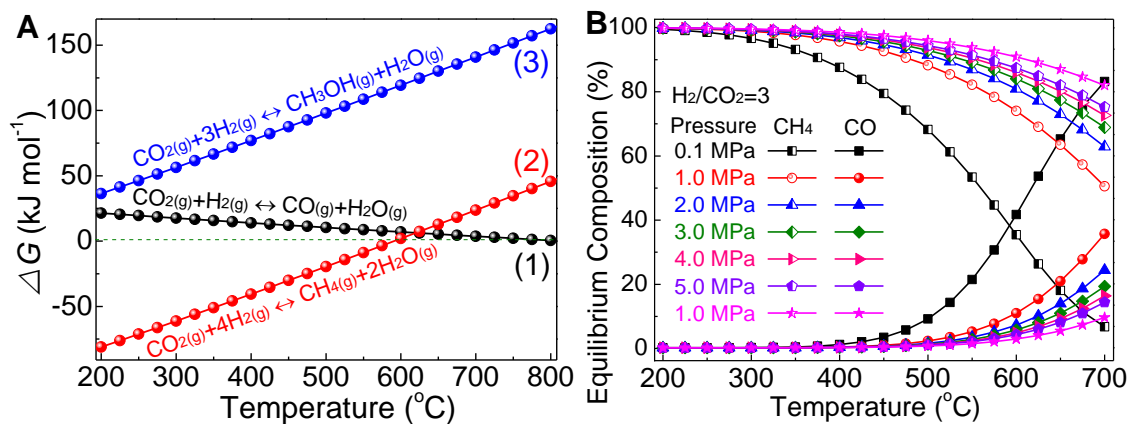 A
ΔG (kJ mol⁻¹)
150
100
50
0
-50
200 300 400 500 600 700 800
Temperature (°C)
CO₂(g)+3H₂(g) ↔ CH₃OH(g)+H₂O(g)
(3)
(2)
CO₂(g)+H₂(g) ↔ CO(g)+H₂O(g)
(1)
CO₂(g)+4H₂(g) ↔ CH₄(g)+2H₂O(g)
B
Equilibrium Composition (%)
100
80
60
40
20
0
200 300 400 500 600 700
Temperature (°C)
H₂/CO₂=3
Pressure CH₄ CO
0.1 MPa
1.0 MPa
2.0 MPa
3.0 MPa
4.0 MPa
5.0 MPa
1.0 MPa